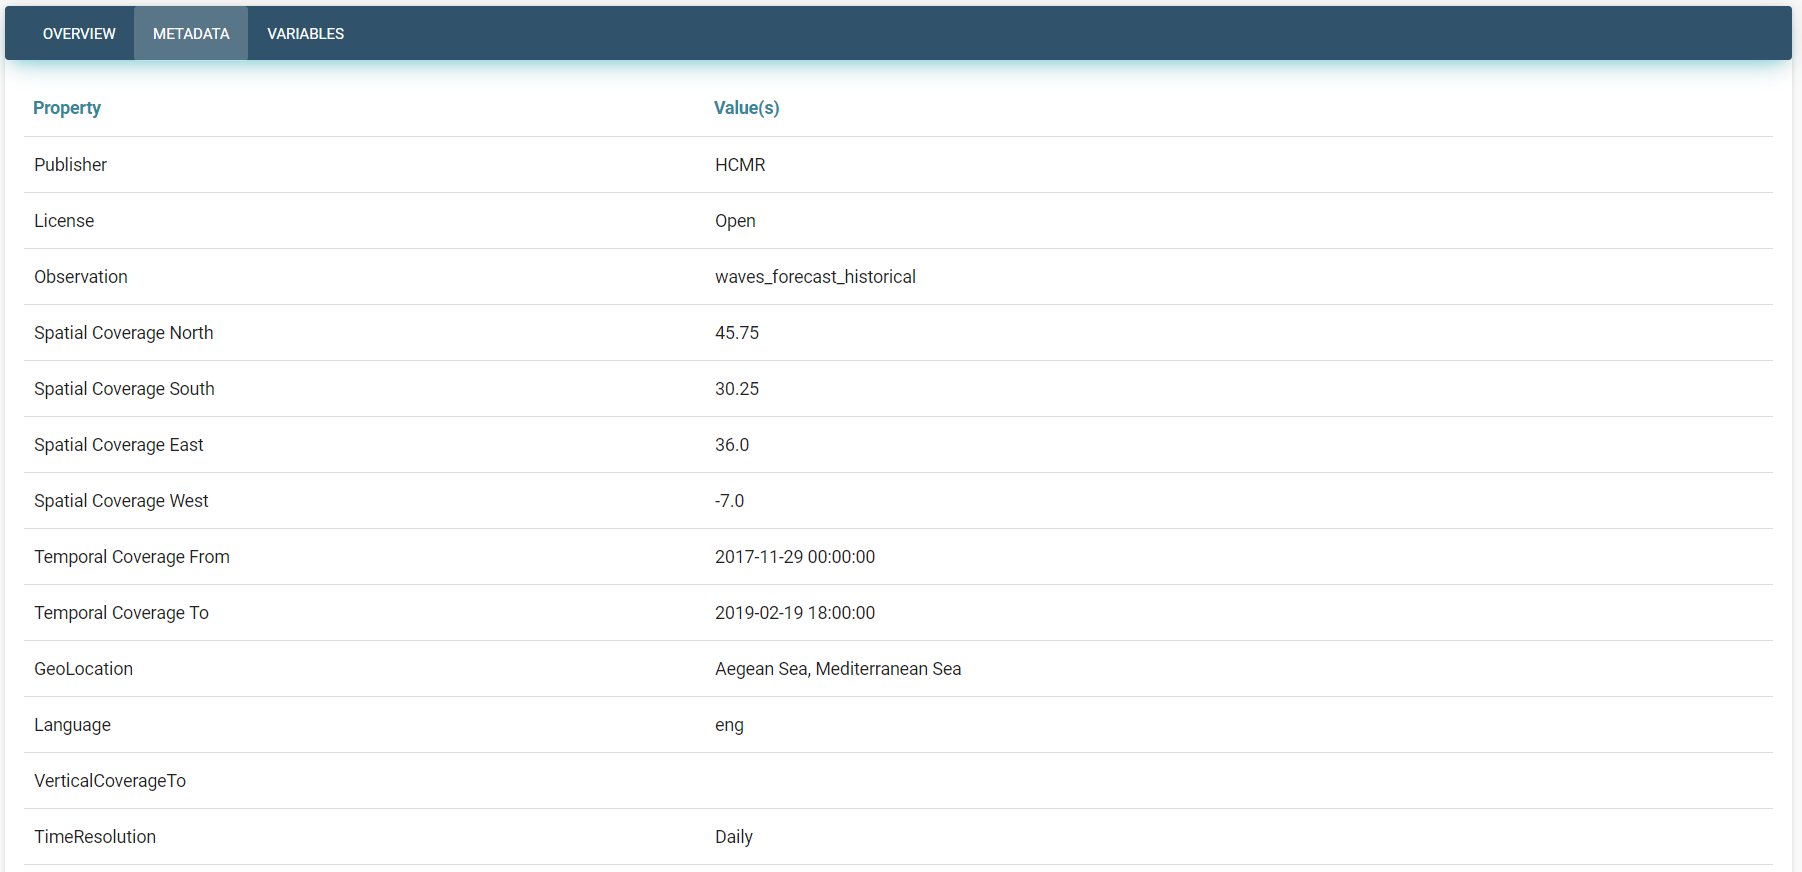 OVERVIEW METADATA VARIABLES
Property Value(s)
Publisher HCMR
License Open
Observation waves_forecast_historical
Spatial Coverage North 45.75
Spatial Coverage South 30.25
Spatial Coverage East 36.0
Spatial Coverage West -7.0
Temporal Coverage From 2017-11-29 00:00:00
Temporal Coverage To 2019-02-19 18:00:00
GeoLocation Aegean Sea, Mediterranean Sea
Language eng
VerticalCoverageTo
TimeResolution Daily